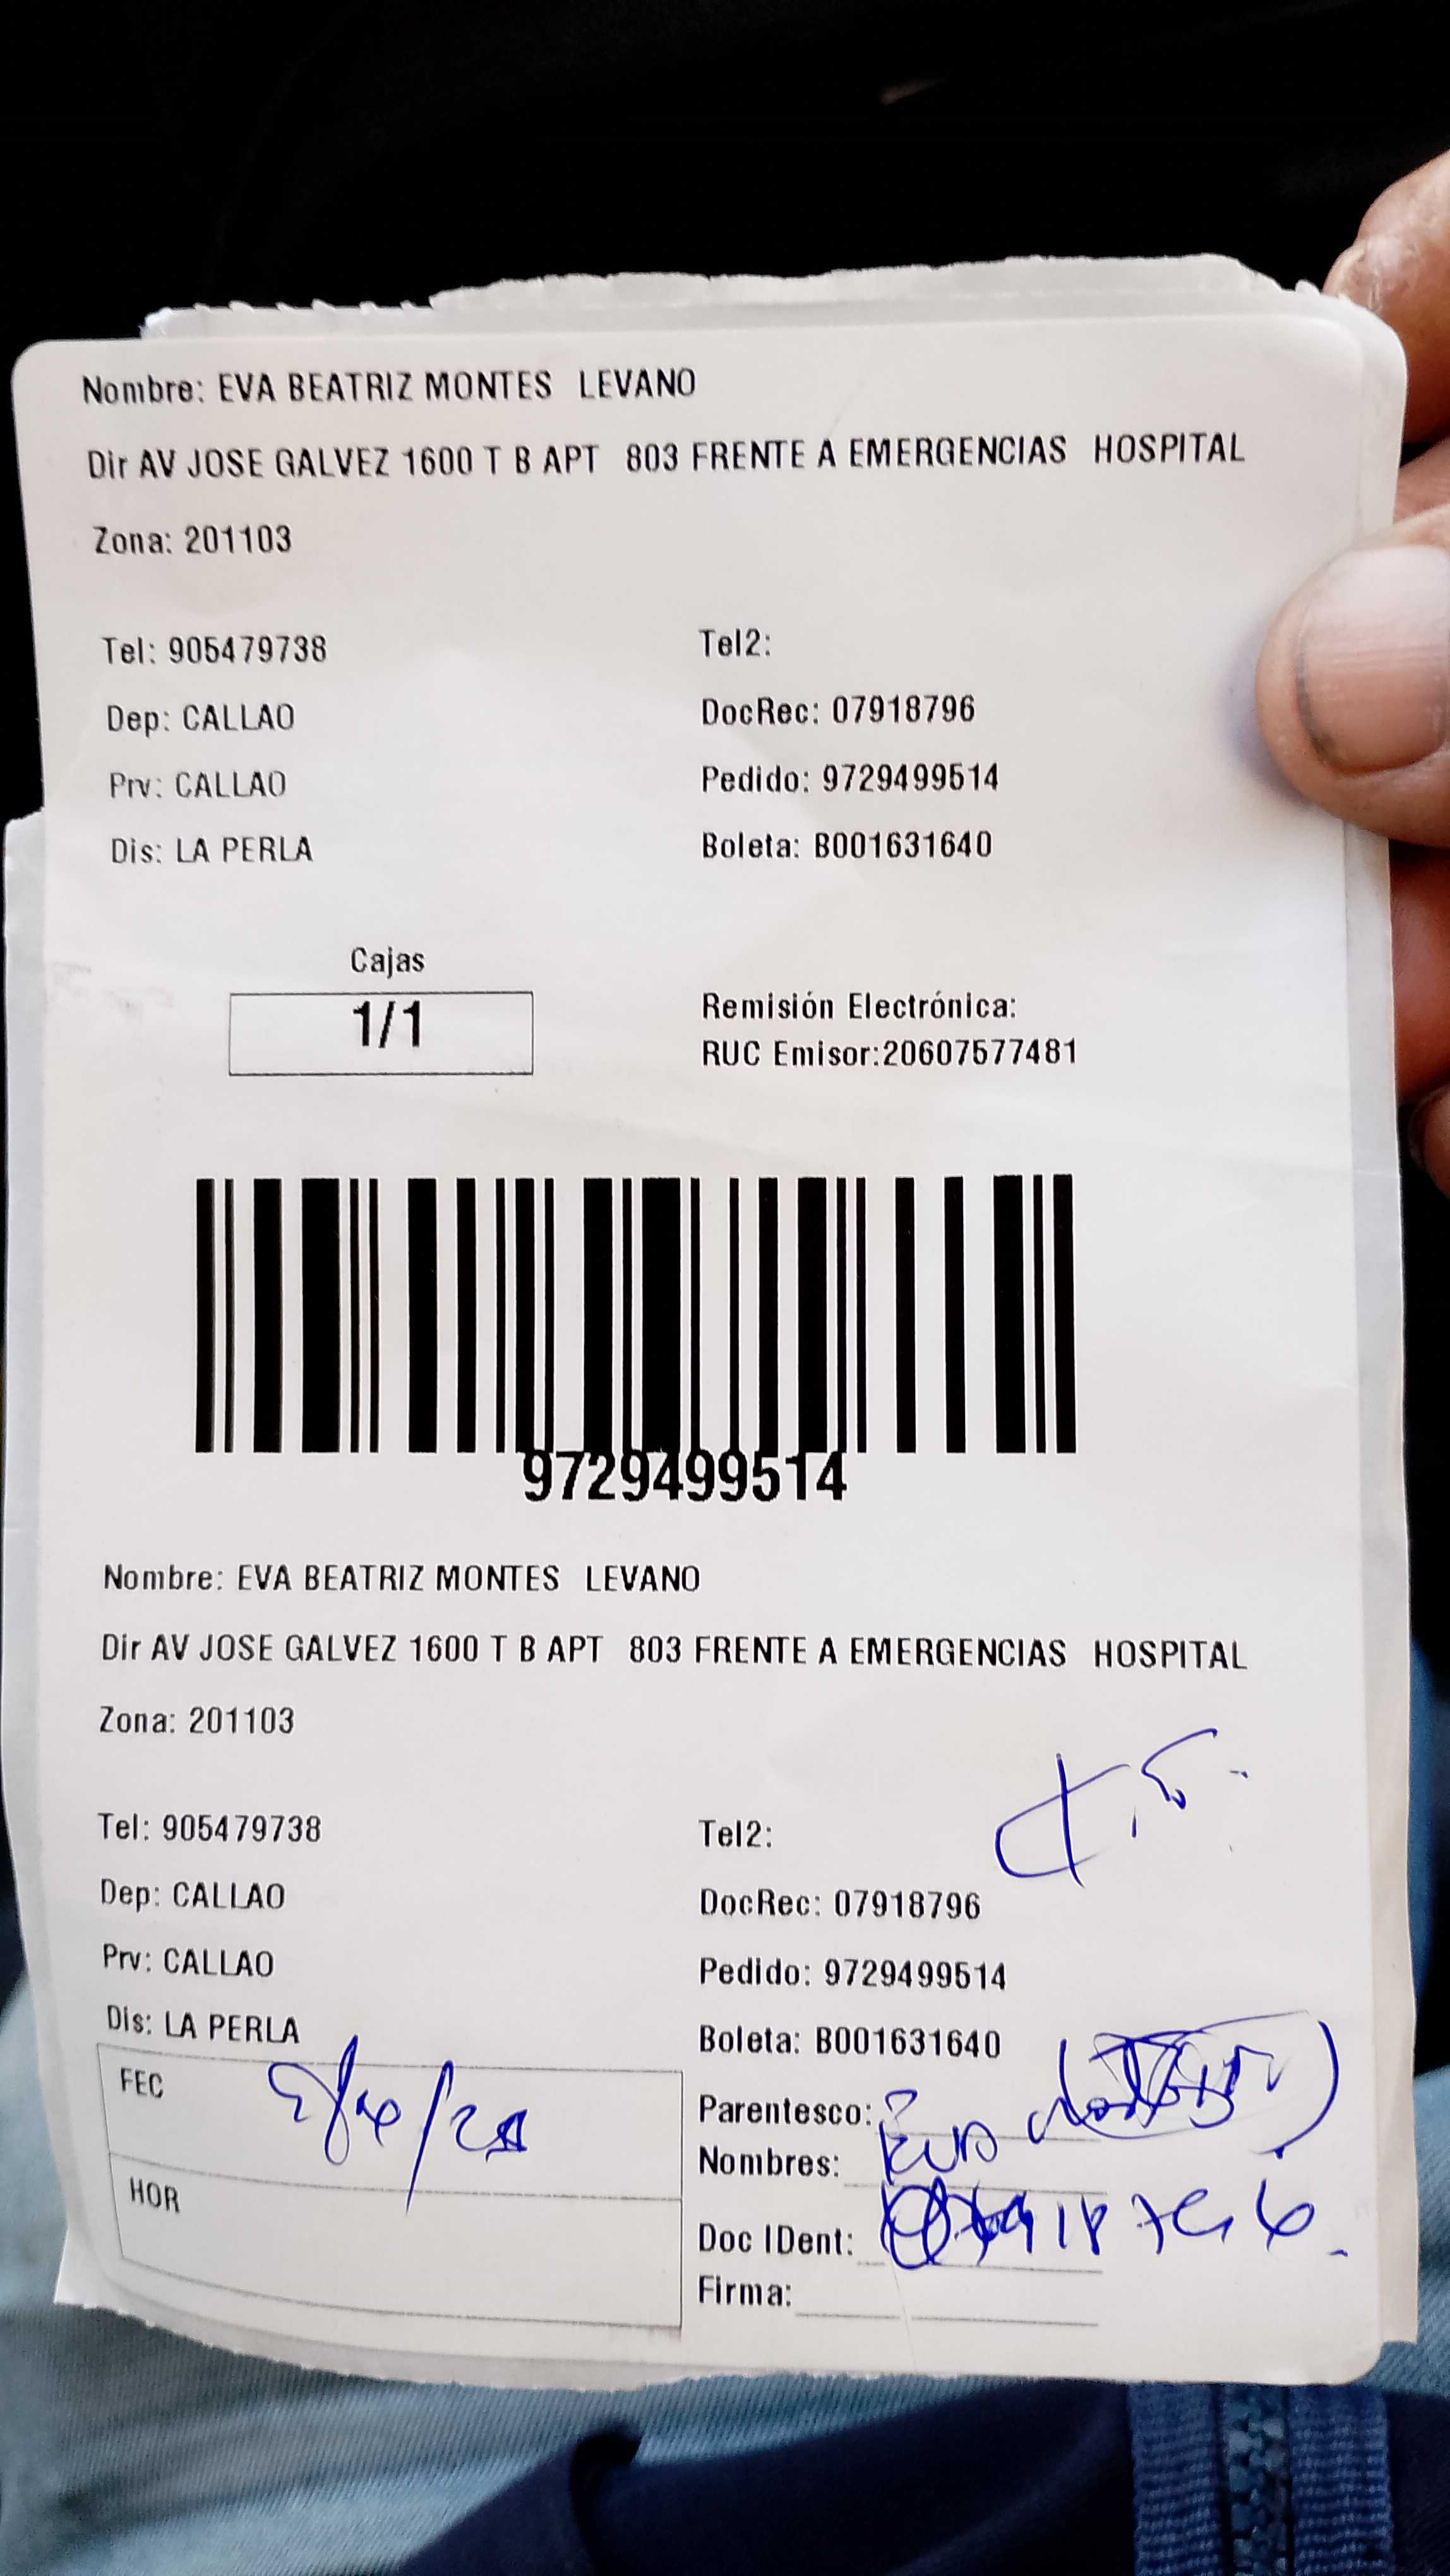 Nombre: EVA BEATRIZ MONTES LEVANO
Dir AV JOSE GALVEZ 1600 T B APT 803 FRENTE A EMERGENCIAS HOSPITAL
Zona: 201103
Tel: 905479738 Tel2:
Dep: CALLAO DocRec: 07918796
Prv: CALLAO Pedido: 9729499514
Dis: LA PERLA Boleta: B001631640
Cajas
1/1
Remisión Electrónica:
RUC Emisor:20607577481
9729499514
Nombre: EVA BEATRIZ MONTES LEVANO
Dir AV JOSE GALVEZ 1600 T B APT 803 FRENTE A EMERGENCIAS HOSPITAL
Zona: 201103
Tel: 905479738 Tel2:
Dep: CALLAO DocRec: 07918796
Prv: CALLAO Pedido: 9729499514
Dis: LA PERLA Boleta: B001631640
FEC
Parentesco:
Nombres: Eva
HOR
Doc IDent:
Firma: